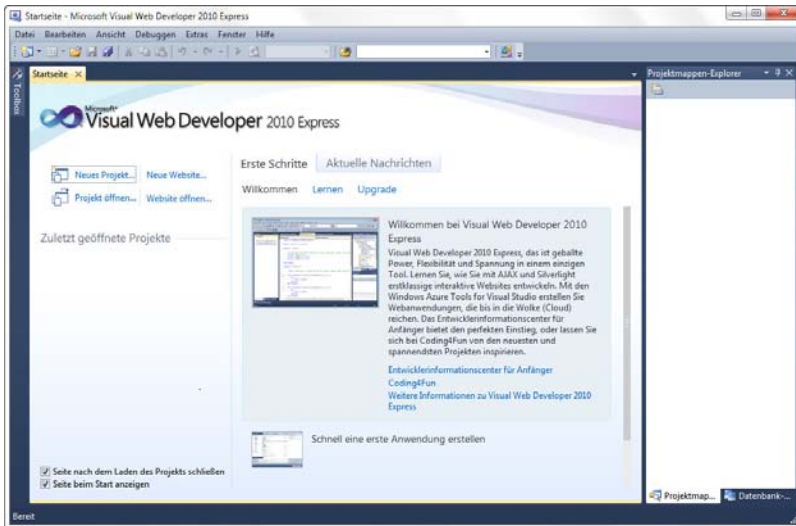 Startseite - Microsoft Visual Web Developer 2010 Express
Datei Bearbeiten Ansicht Debuggen Extras Fenster Hilfe
Toolbox
Startseite
Projektmappen-Explorer
Microsoft®
Visual Web Developer 2010 Express
Neues Projekt... Neue Website...
Projekt öffnen... Website öffnen...
Zuletzt geöffnete Projekte
Erste Schritte Aktuelle Nachrichten
Willkommen Lernen Upgrade
Willkommen bei Visual Web Developer 2010
Express
Visual Web Developer 2010 Express, das ist geballte
Power, Flexibilität und Spannung in einem einzigen
Tool. Lernen Sie, wie Sie mit AJAX und Silverlight
erstklassige interaktive Websites entwickeln. Mit den
Windows Azure Tools for Visual Studio erstellen Sie
Webanwendungen, die bis in die Wolke (Cloud)
reichen. Das Entwicklerinformationscenter für
Anfänger bietet den perfekten Einstieg, oder lassen Sie
sich bei Coding4Fun von den neuesten und
spannendsten Projekten inspirieren.
Entwicklerinformationscenter für Anfänger
Coding4Fun
Weitere Informationen zu Visual Web Developer 2010
Express
Schnell eine erste Anwendung erstellen
Seite nach dem Laden des Projekts schließen
Seite beim Start anzeigen
Projektmap... Datenbank-...
Bereit